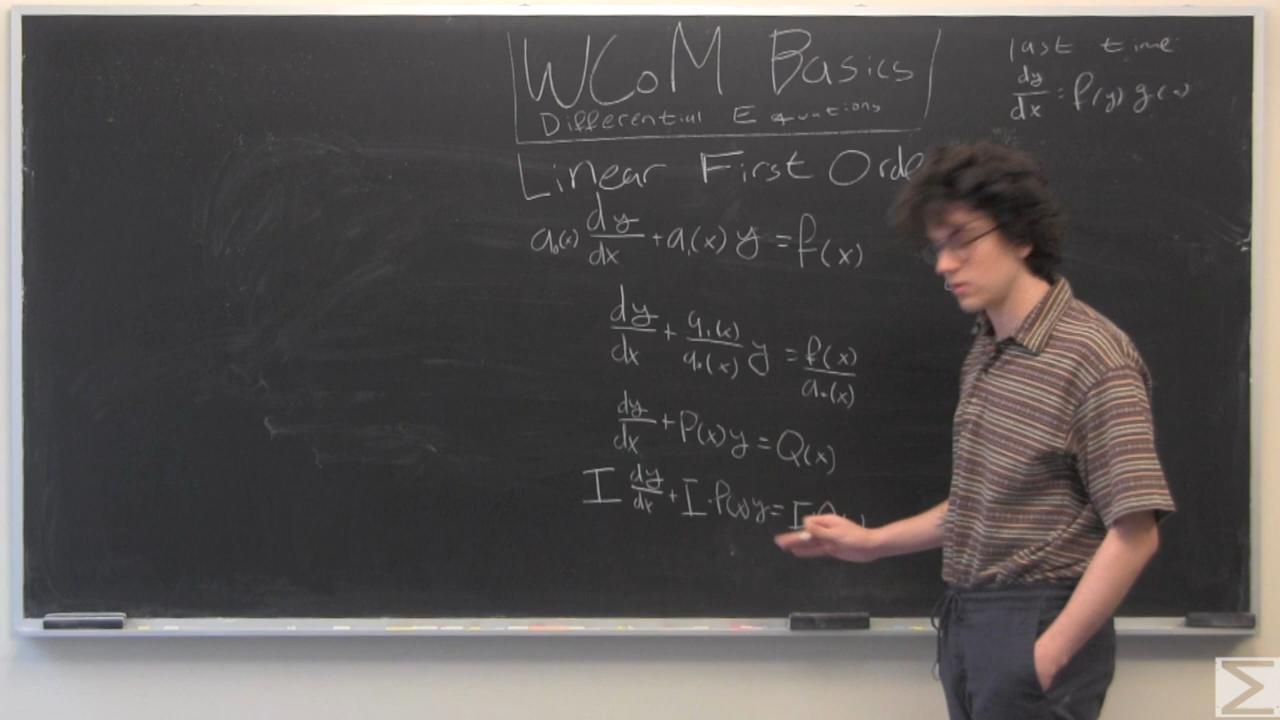 WCoM Basics
Differential Equations
last time
dy/dx = f(y) g(x)
Linear First Orde
a₀(x) dy/dx + a₁(x) y = f(x)
dy/dx + a₁(x)/a₀(x) y = f(x)/a₀(x)
dy/dx + P(x) y = Q(x)
I dy/dx + I·P(x) y = I·Q(x)
Σ